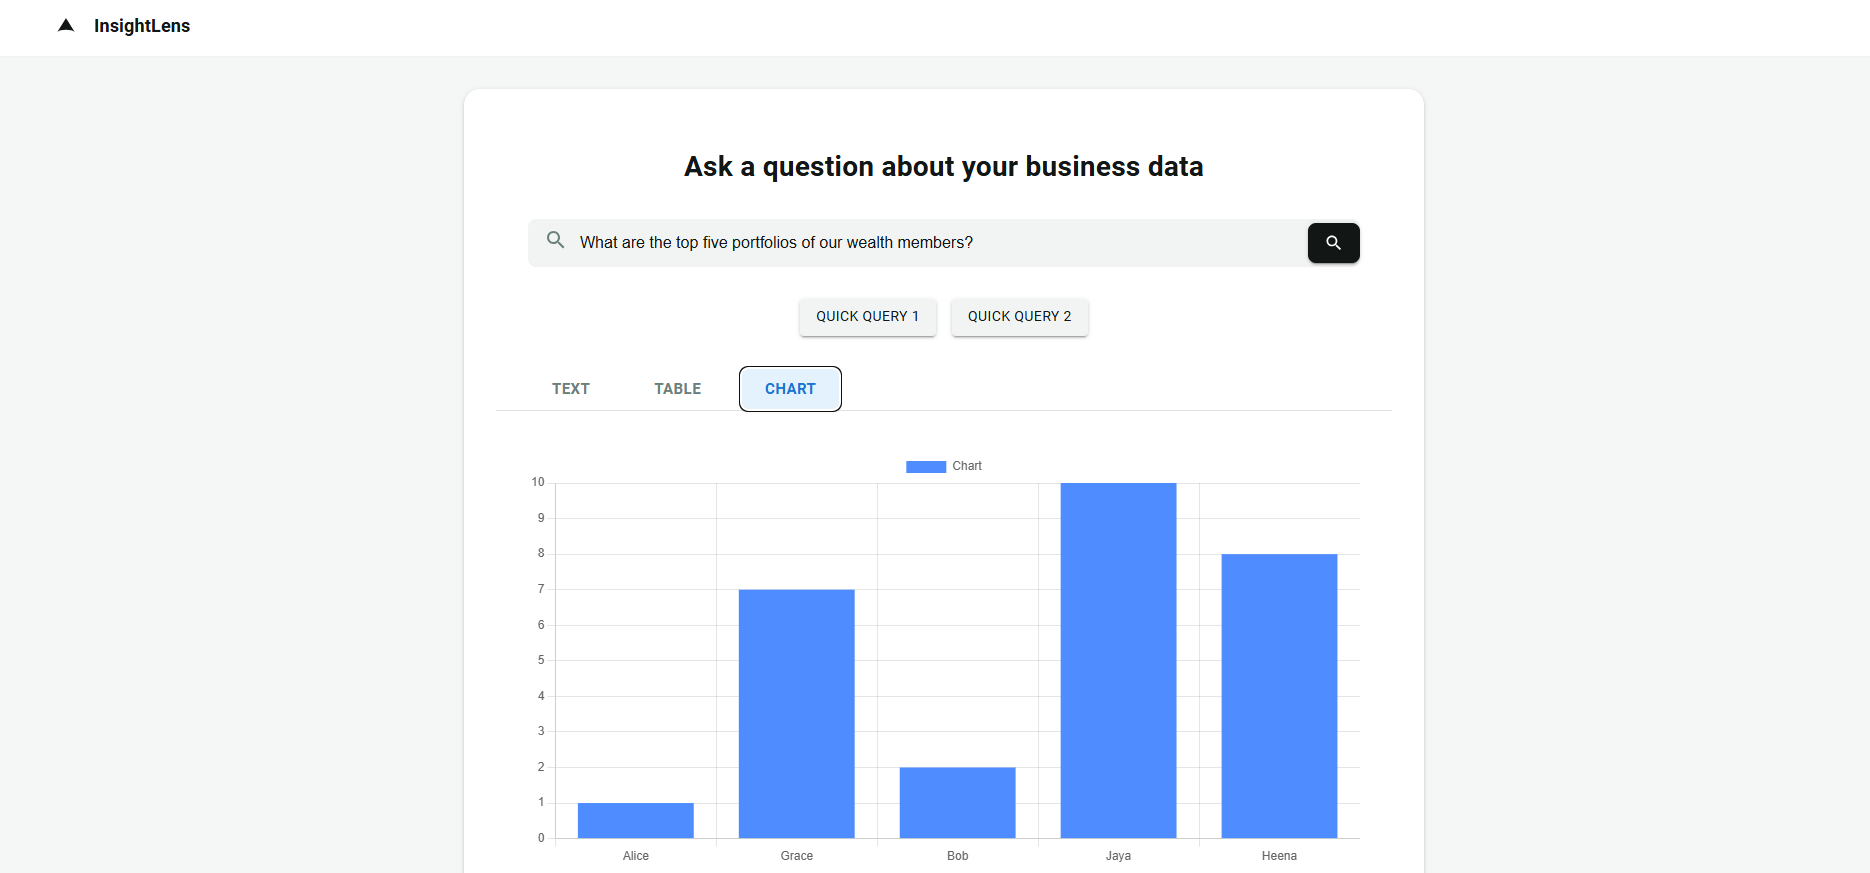 InsightLens
Ask a question about your business data
What are the top five portfolios of our wealth members?
QUICK QUERY 1 QUICK QUERY 2
TEXT TABLE CHART
Chart
10
9
8
7
6
5
4
3
2
1
0
Alice Grace Bob Jaya Heena